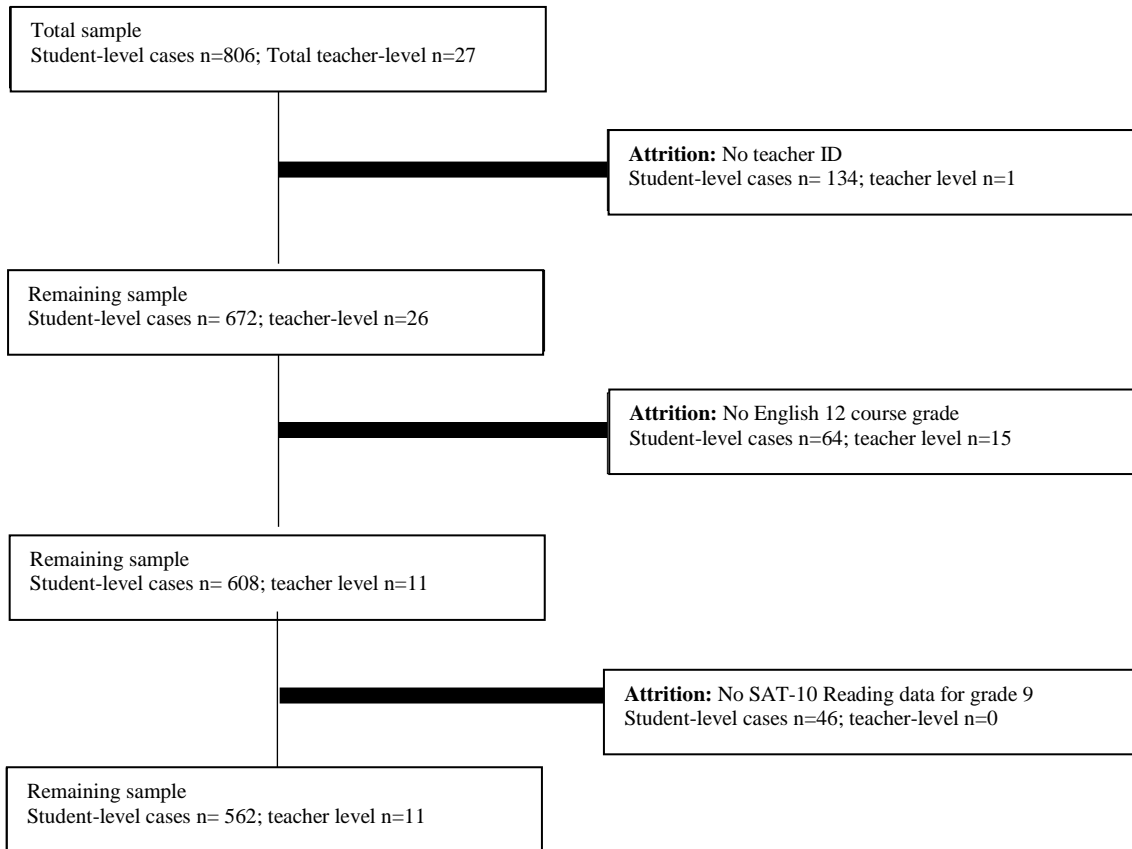 Total sample
Student-level cases n=806; Total teacher-level n=27
Attrition: No teacher ID
Student-level cases n= 134; teacher level n=1
Remaining sample
Student-level cases n= 672; teacher-level n=26
Attrition: No English 12 course grade
Student-level cases n=64; teacher level n=15
Remaining sample
Student-level cases n= 608; teacher level n=11
Attrition: No SAT-10 Reading data for grade 9
Student-level cases n=46; teacher-level n=0
Remaining sample
Student-level cases n= 562; teacher level n=11